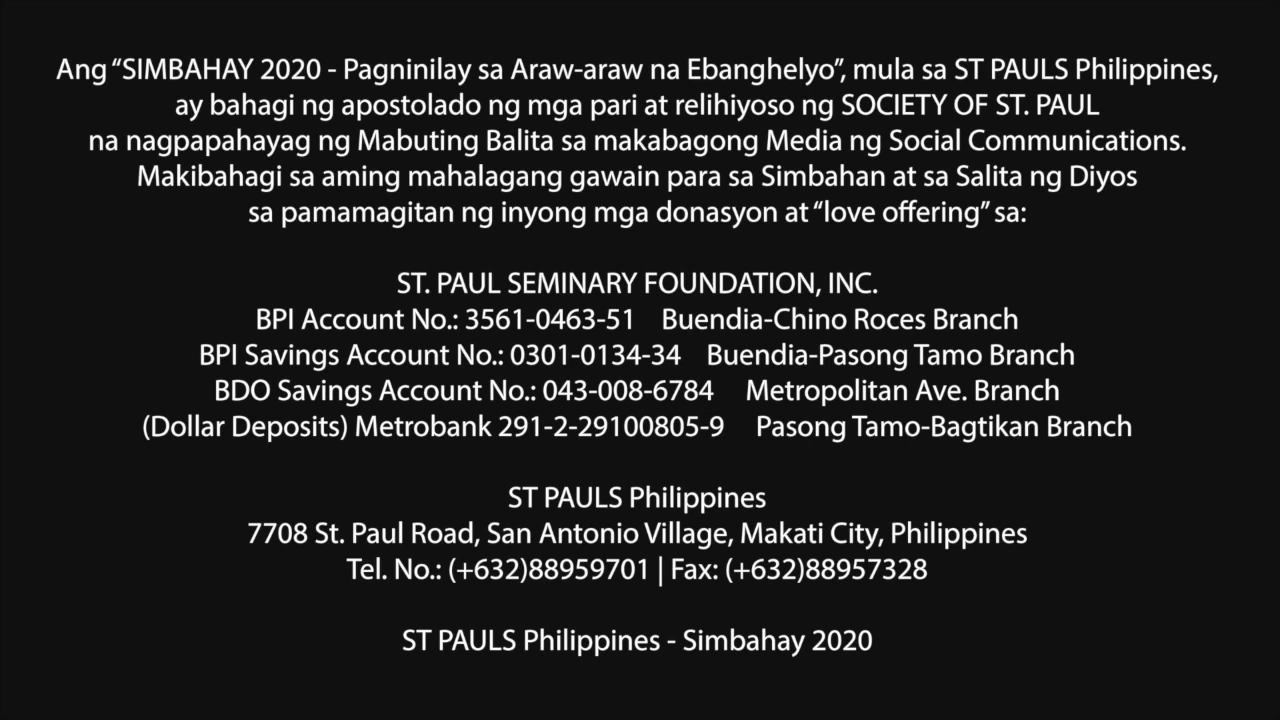 Ang “SIMBAHAY 2020 - Pagninilay sa Araw-araw na Ebanghelyo”, mula sa ST PAULS Philippines,
ay bahagi ng apostolado ng mga pari at relihiyoso ng SOCIETY OF ST. PAUL
na nagpapahayag ng Mabuting Balita sa makabagong Media ng Social Communications.
Makibahagi sa aming mahalagang gawain para sa Simbahan at sa Salita ng Diyos
sa pamamagitan ng inyong mga donasyon at “love offering” sa:
ST. PAUL SEMINARY FOUNDATION, INC.
BPI Account No.: 3561-0463-51 Buendia-Chino Roces Branch
BPI Savings Account No.: 0301-0134-34 Buendia-Pasong Tamo Branch
BDO Savings Account No.: 043-008-6784 Metropolitan Ave. Branch
(Dollar Deposits) Metrobank 291-2-29100805-9 Pasong Tamo-Bagtikan Branch
ST PAULS Philippines
7708 St. Paul Road, San Antonio Village, Makati City, Philippines
Tel. No.: (+632)88959701 | Fax: (+632)88957328
ST PAULS Philippines - Simbahay 2020